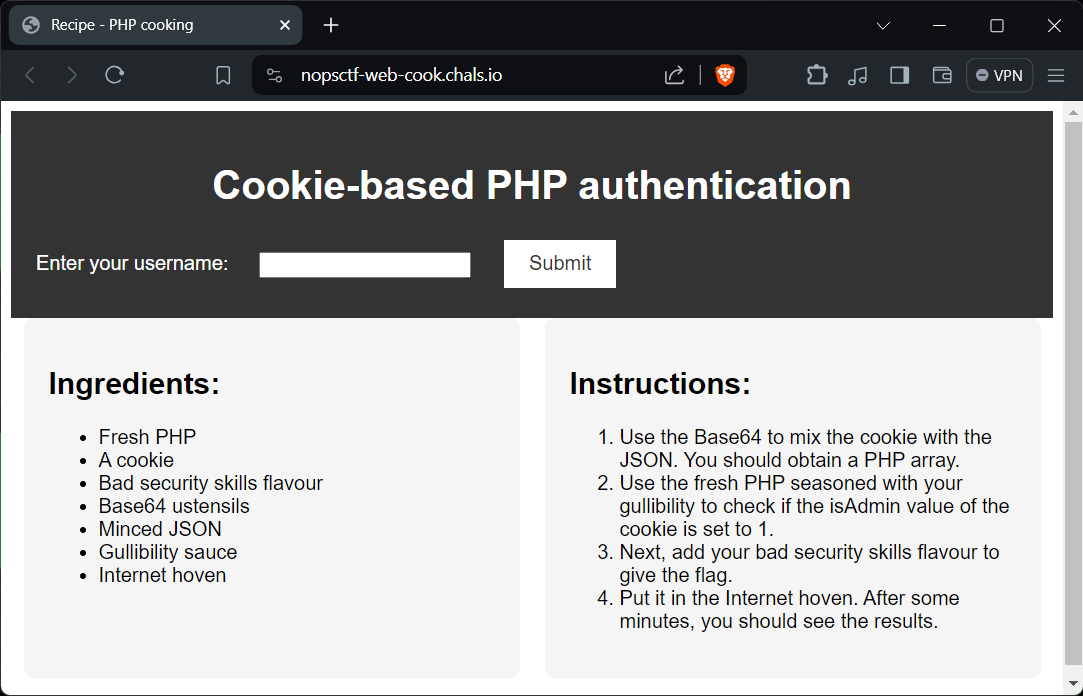 Recipe - PHP cooking
nopsctf-web-cook.chals.io
VPN
Cookie-based PHP authentication
Enter your username:
Submit
Ingredients:
• Fresh PHP
• A cookie
• Bad security skills flavour
• Base64 ustensils
• Minced JSON
• Gullibility sauce
• Internet hoven
Instructions:
1. Use the Base64 to mix the cookie with the
JSON. You should obtain a PHP array.
2. Use the fresh PHP seasoned with your
gullibility to check if the isAdmin value of the
cookie is set to 1.
3. Next, add your bad security skills flavour to
give the flag.
4. Put it in the Internet hoven. After some
minutes, you should see the results.